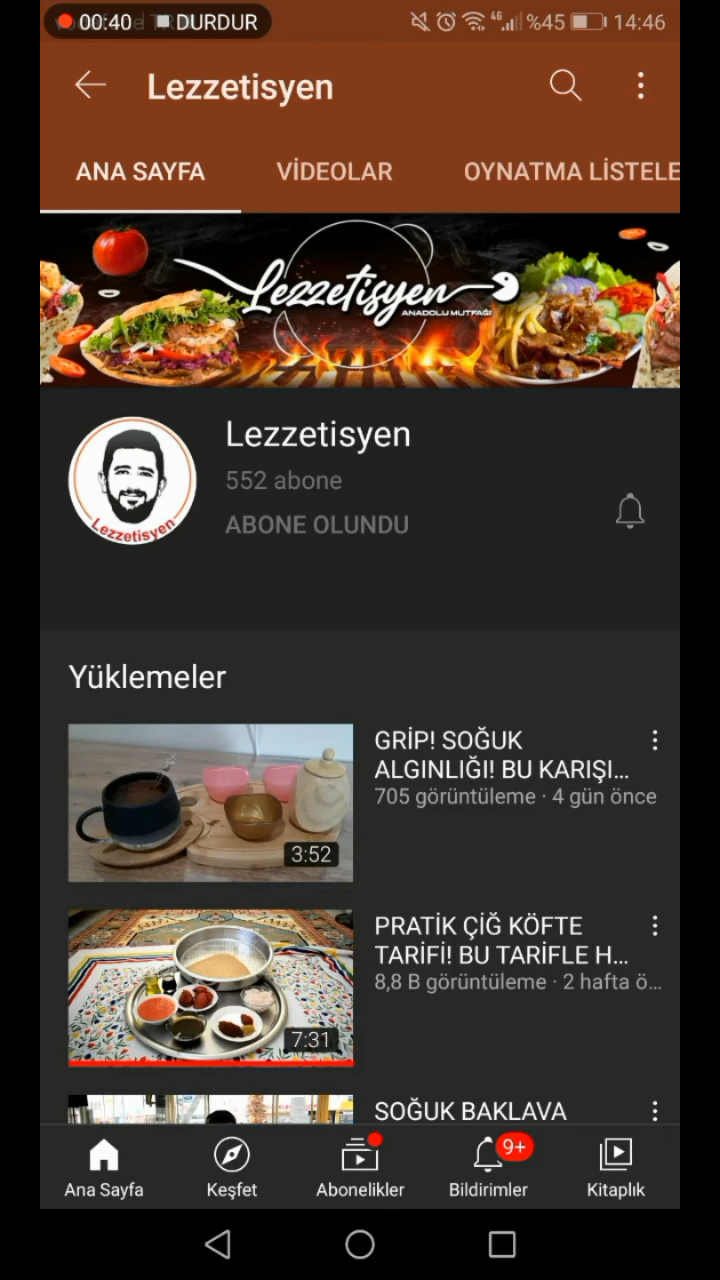 00:40 DURDUR
4G %45 14:46
Lezzetisyen
ANA SAYFA VİDEOLAR OYNATMA LİSTELE
Lezzetisyen
ANADOLU MUTFAĞI
Lezzetisyen
552 abone
ABONE OLUNDU
Lezzetisyen
Yüklemeler
GRİP! SOĞUK
ALGINLIĞI! BU KARIŞI...
705 görüntüleme · 4 gün önce
3:52
PRATİK ÇİĞ KÖFTE
TARİFİ! BU TARİFLE H...
8,8 B görüntüleme · 2 hafta ö...
7:31
SOĞUK BAKLAVA
9+
Ana Sayfa Keşfet Abonelikler Bildirimler Kitaplık